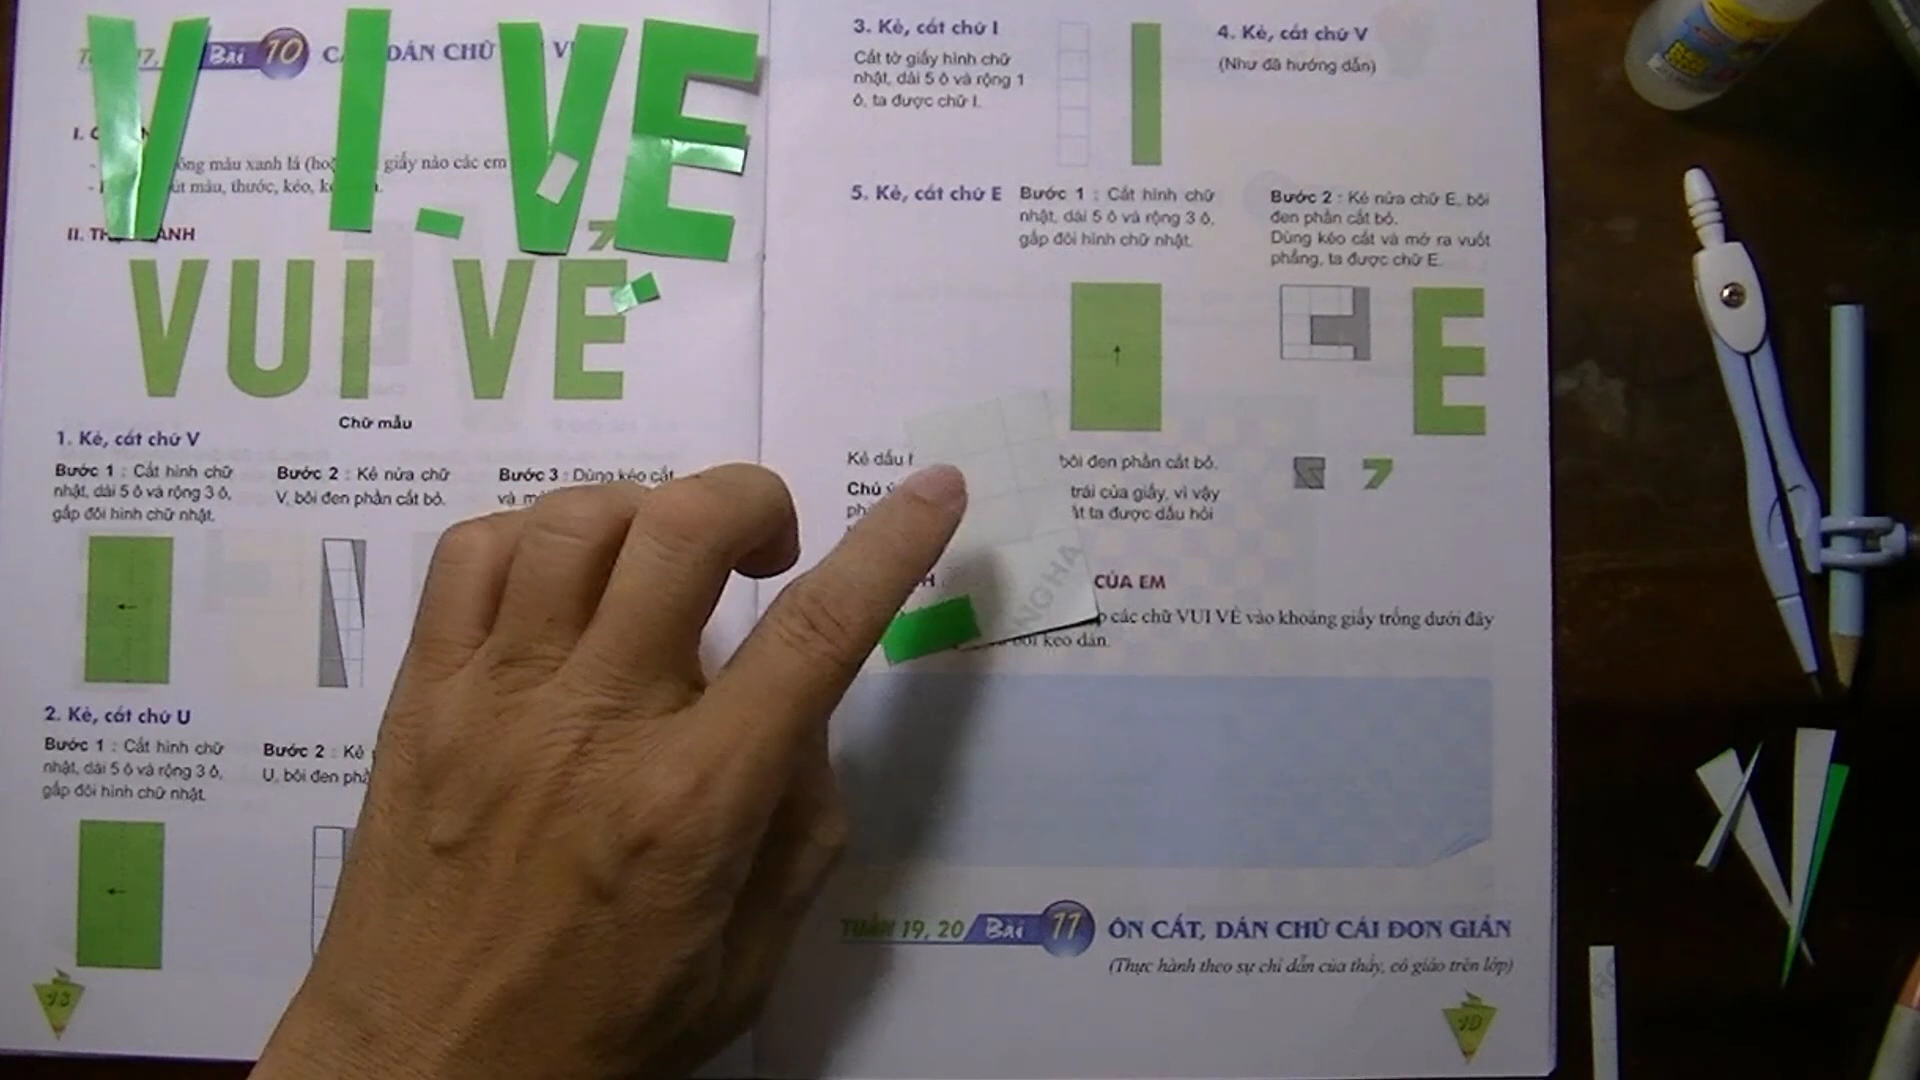 V I VE
Bài 10 DÁN CHỮ V
ông màu xanh lá giấy nào các em
út màu, thước, kéo,
II. ANH
VUI VẺ
Chữ mẫu
1. Kẻ, cắt chữ V
Bước 1 : Cắt hình chữ
nhật, dài 5 ô và rộng 3 ô,
gấp đôi hình chữ nhật.
Bước 2 : Kẻ nửa chữ
V, bôi đen phần cắt bỏ.
Bước 3 : Dùng kéo cắt
và
2. Kẻ, cắt chữ U
Bước 1 : Cắt hình chữ
nhật, dài 5 ô và rộng 3 ô,
gấp đôi hình chữ nhật.
Bước 2 : Kẻ
U, bôi đen
3. Kẻ, cắt chữ I
Cắt tờ giấy hình chữ
nhật, dài 5 ô và rộng 1
ô, ta được chữ I.
4. Kẻ, cắt chữ V
(Như đã hướng dẫn)
5. Kẻ, cắt chữ E
Bước 1 : Cắt hình chữ
nhật, dài 5 ô và rộng 3 ô,
gấp đôi hình chữ nhật.
Bước 2 : Kẻ nửa chữ E, bôi
đen phần cắt bỏ.
Dùng kéo cắt và mở ra vuốt
phẳng, ta được chữ E.
E
Kẻ dấu bôi đen phần cắt bỏ.
Chú trái của giấy, vì vậy
ta được dấu hỏi
CỦA EM
các chữ VUI VẺ vào khoảng giấy trống dưới đây
keo dán.
TUẦN 19, 20 Bài 11 ÔN CẮT, DÁN CHỮ CÁI ĐƠN GIẢN
(Thực hành theo sự chỉ dẫn của thầy, cô giáo trên lớp)